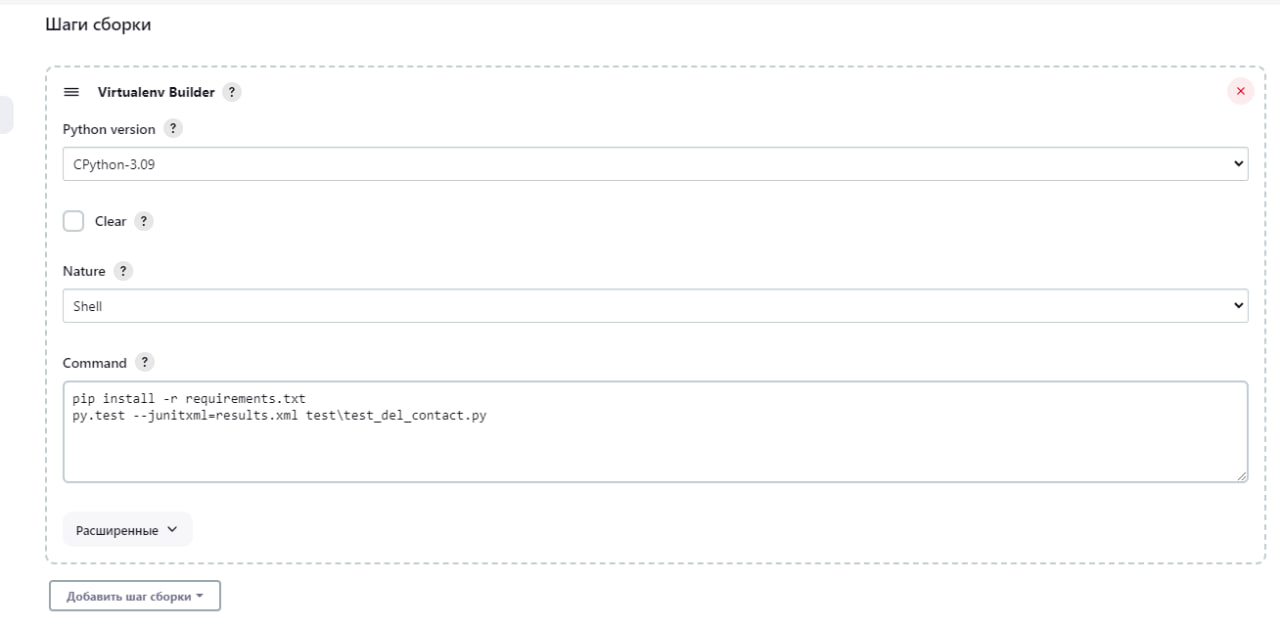 Шаги сборки
Virtualenv Builder ?
Python version ?
CPython-3.09
Clear ?
Nature ?
Shell
Command ?
pip install -r requirements.txt
py.test --junitxml=results.xml test\test_del_contact.py
Расширенные
Добавить шаг сборки